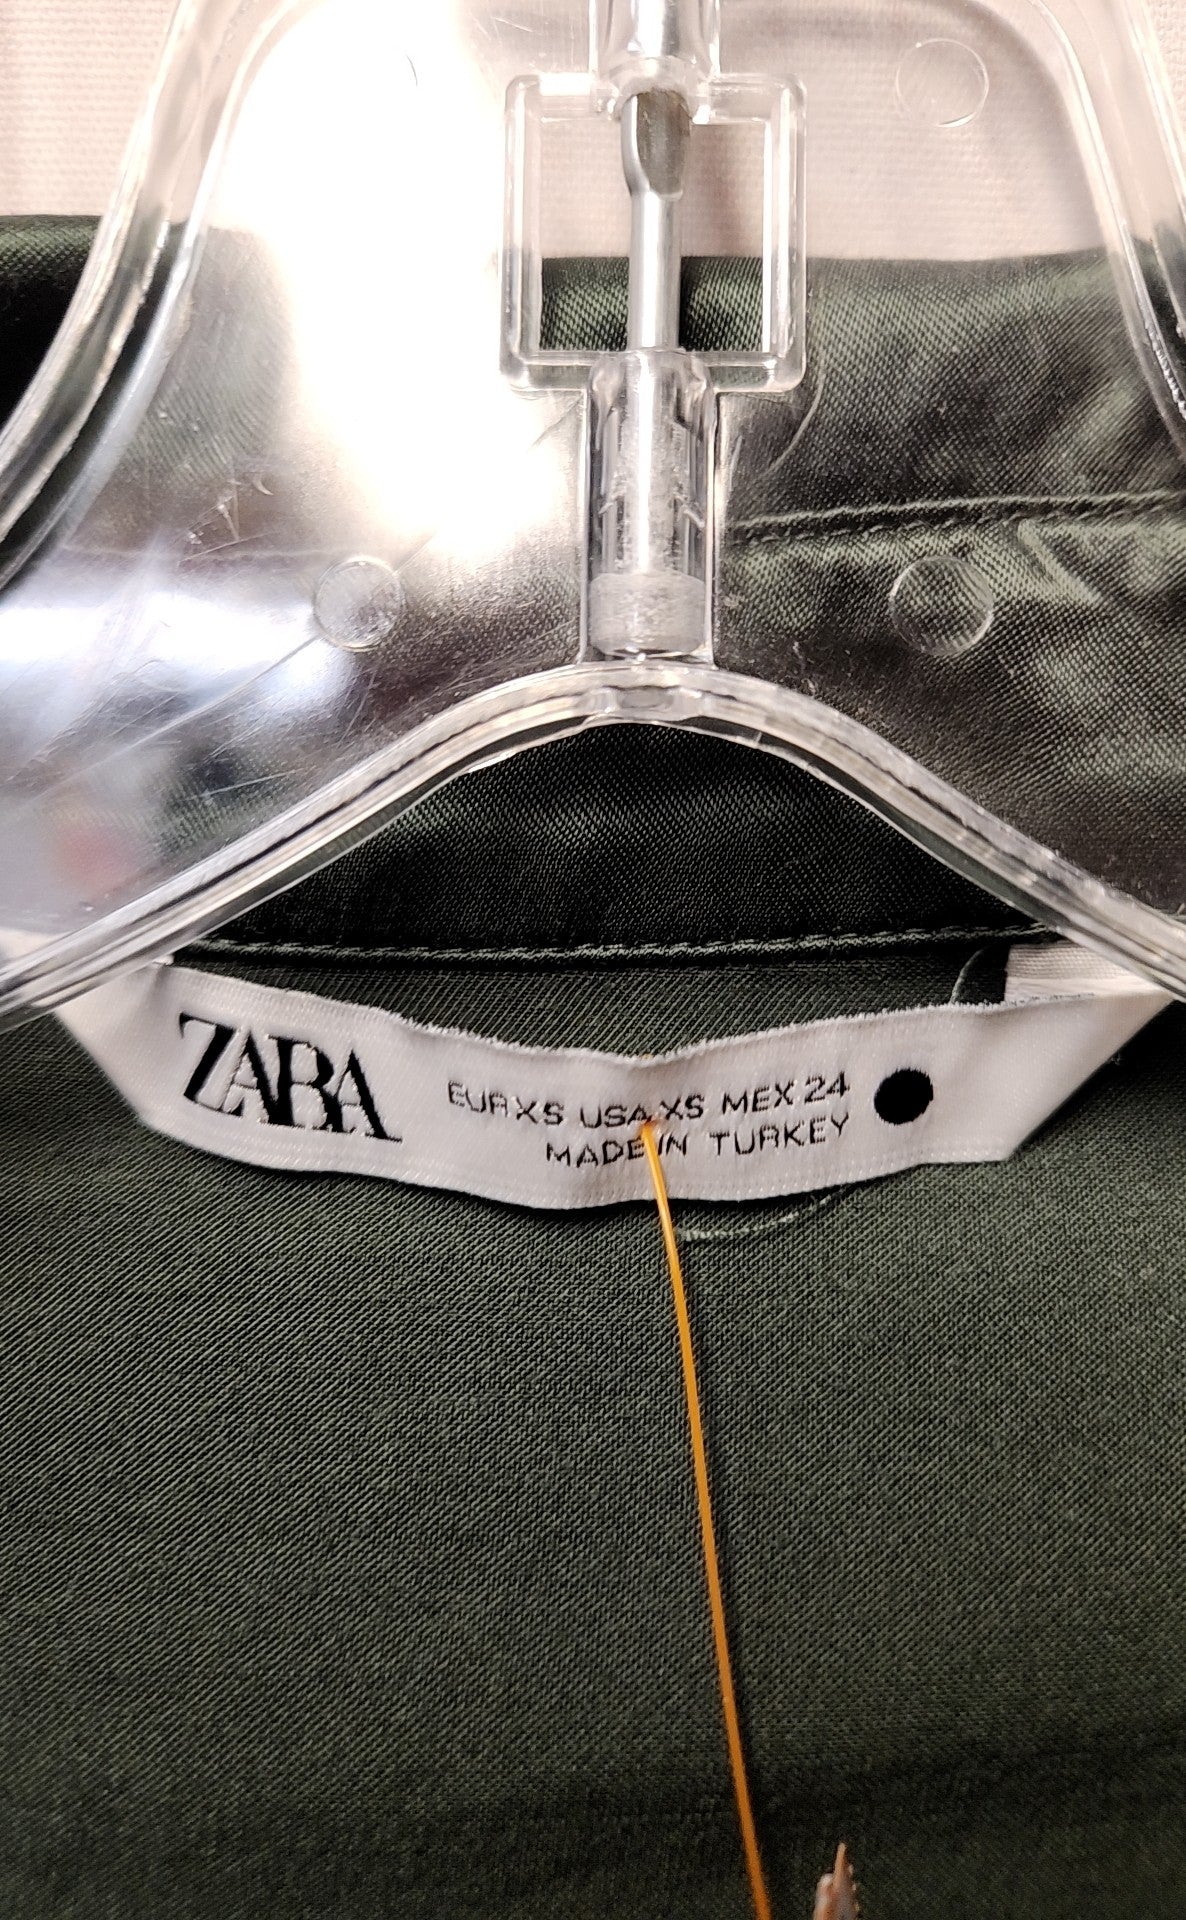 ZARA
EUR XS USA XS MEX 24
MADE IN TURKEY